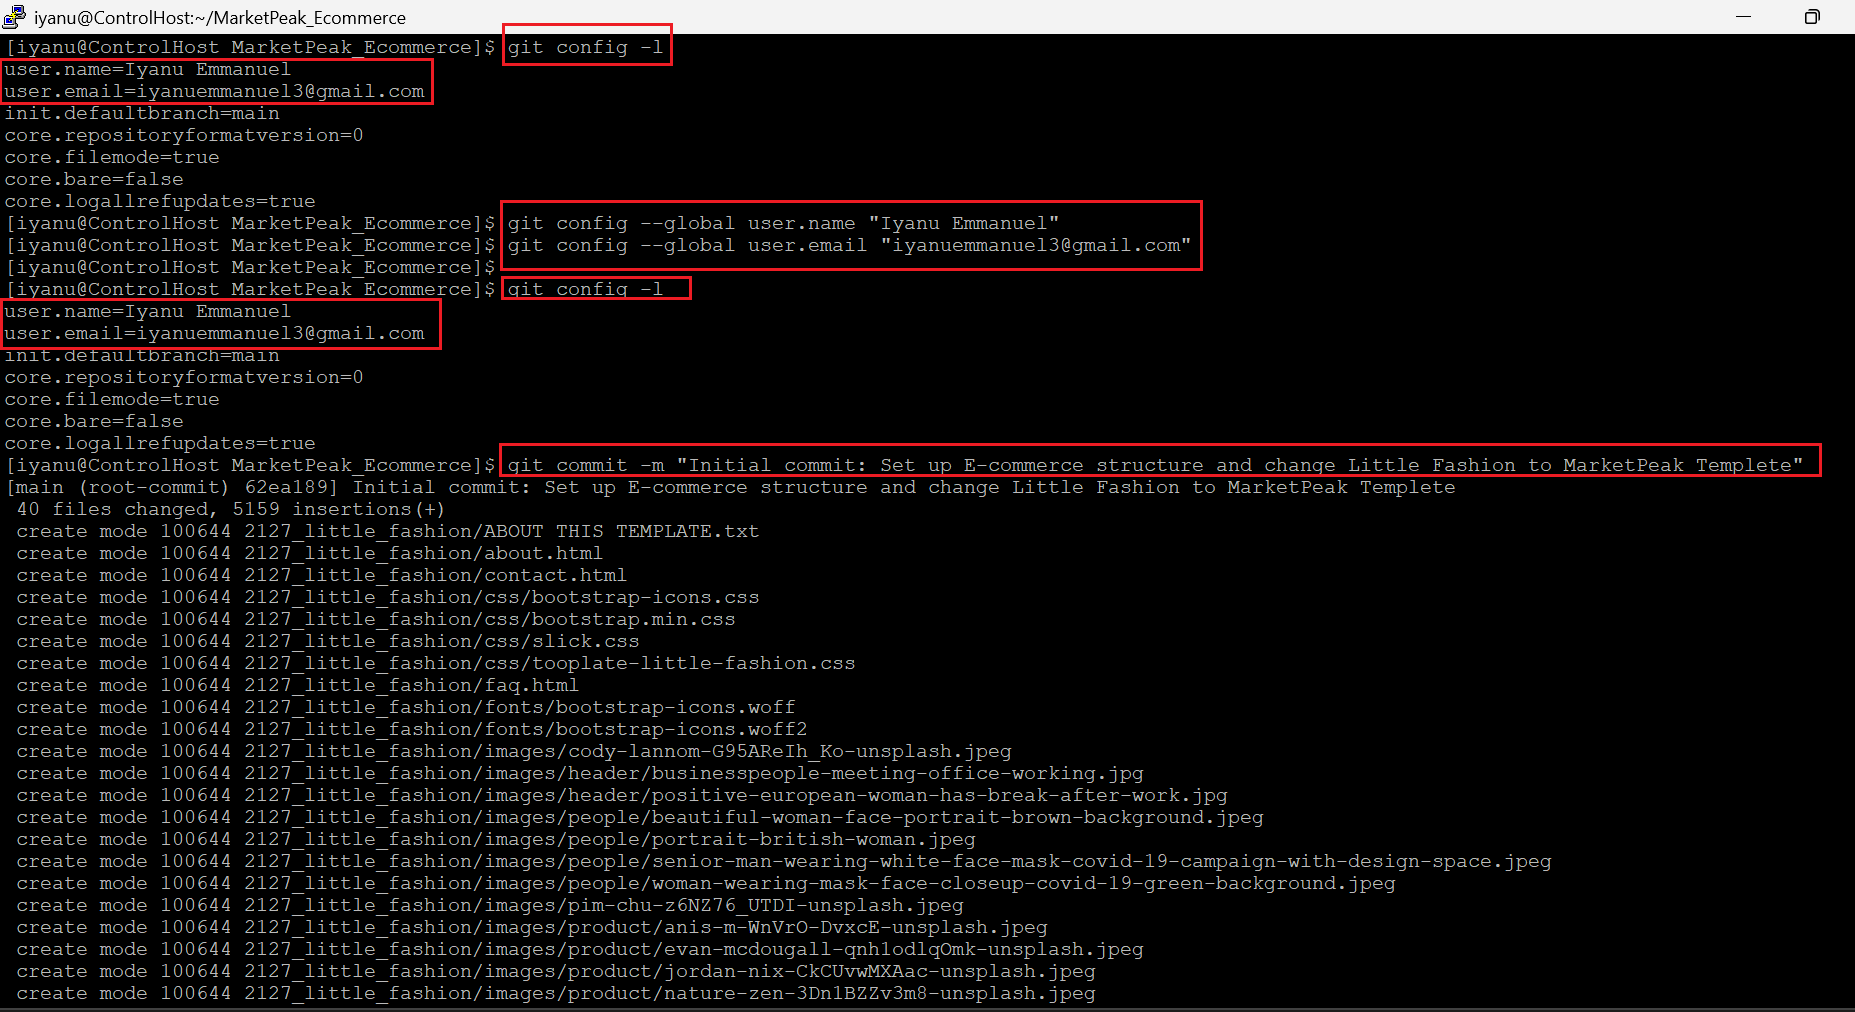 iyanu@ControlHost:~/MarketPeak_Ecommerce
[iyanu@ControlHost MarketPeak_Ecommerce]$ git config -l
user.name=Iyanu Emmanuel
user.email=iyanuemmanuel3@gmail.com
init.defaultbranch=main
core.repositoryformatversion=0
core.filemode=true
core.bare=false
core.logallrefupdates=true
[iyanu@ControlHost MarketPeak_Ecommerce]$ git config --global user.name "Iyanu Emmanuel"
[iyanu@ControlHost MarketPeak_Ecommerce]$ git config --global user.email "iyanuemmanuel3@gmail.com"
[iyanu@ControlHost MarketPeak_Ecommerce]$
[iyanu@ControlHost MarketPeak_Ecommerce]$ git config -l
user.name=Iyanu Emmanuel
user.email=iyanuemmanuel3@gmail.com
init.defaultbranch=main
core.repositoryformatversion=0
core.filemode=true
core.bare=false
core.logallrefupdates=true
[iyanu@ControlHost MarketPeak_Ecommerce]$ git commit -m "Initial commit: Set up E-commerce structure and change Little Fashion to MarketPeak Templete"
[main (root-commit) 62ea189] Initial commit: Set up E-commerce structure and change Little Fashion to MarketPeak Templete
 40 files changed, 5159 insertions(+)
 create mode 100644 2127_little_fashion/ABOUT THIS TEMPLATE.txt
 create mode 100644 2127_little_fashion/about.html
 create mode 100644 2127_little_fashion/contact.html
 create mode 100644 2127_little_fashion/css/bootstrap-icons.css
 create mode 100644 2127_little_fashion/css/bootstrap.min.css
 create mode 100644 2127_little_fashion/css/slick.css
 create mode 100644 2127_little_fashion/css/tooplate-little-fashion.css
 create mode 100644 2127_little_fashion/faq.html
 create mode 100644 2127_little_fashion/fonts/bootstrap-icons.woff
 create mode 100644 2127_little_fashion/fonts/bootstrap-icons.woff2
 create mode 100644 2127_little_fashion/images/cody-lannom-G95AReIh_Ko-unsplash.jpeg
 create mode 100644 2127_little_fashion/images/header/businesspeople-meeting-office-working.jpg
 create mode 100644 2127_little_fashion/images/header/positive-european-woman-has-break-after-work.jpg
 create mode 100644 2127_little_fashion/images/people/beautiful-woman-face-portrait-brown-background.jpeg
 create mode 100644 2127_little_fashion/images/people/portrait-british-woman.jpeg
 create mode 100644 2127_little_fashion/images/people/senior-man-wearing-white-face-mask-covid-19-campaign-with-design-space.jpeg
 create mode 100644 2127_little_fashion/images/people/woman-wearing-mask-face-closeup-covid-19-green-background.jpeg
 create mode 100644 2127_little_fashion/images/pim-chu-z6NZ76_UTDI-unsplash.jpeg
 create mode 100644 2127_little_fashion/images/product/anis-m-WnVrO-DvxcE-unsplash.jpeg
 create mode 100644 2127_little_fashion/images/product/evan-mcdougall-qnh1odlqOmk-unsplash.jpeg
 create mode 100644 2127_little_fashion/images/product/jordan-nix-CkCUvwMXAac-unsplash.jpeg
 create mode 100644 2127_little_fashion/images/product/nature-zen-3Dn1BZZv3m8-unsplash.jpeg